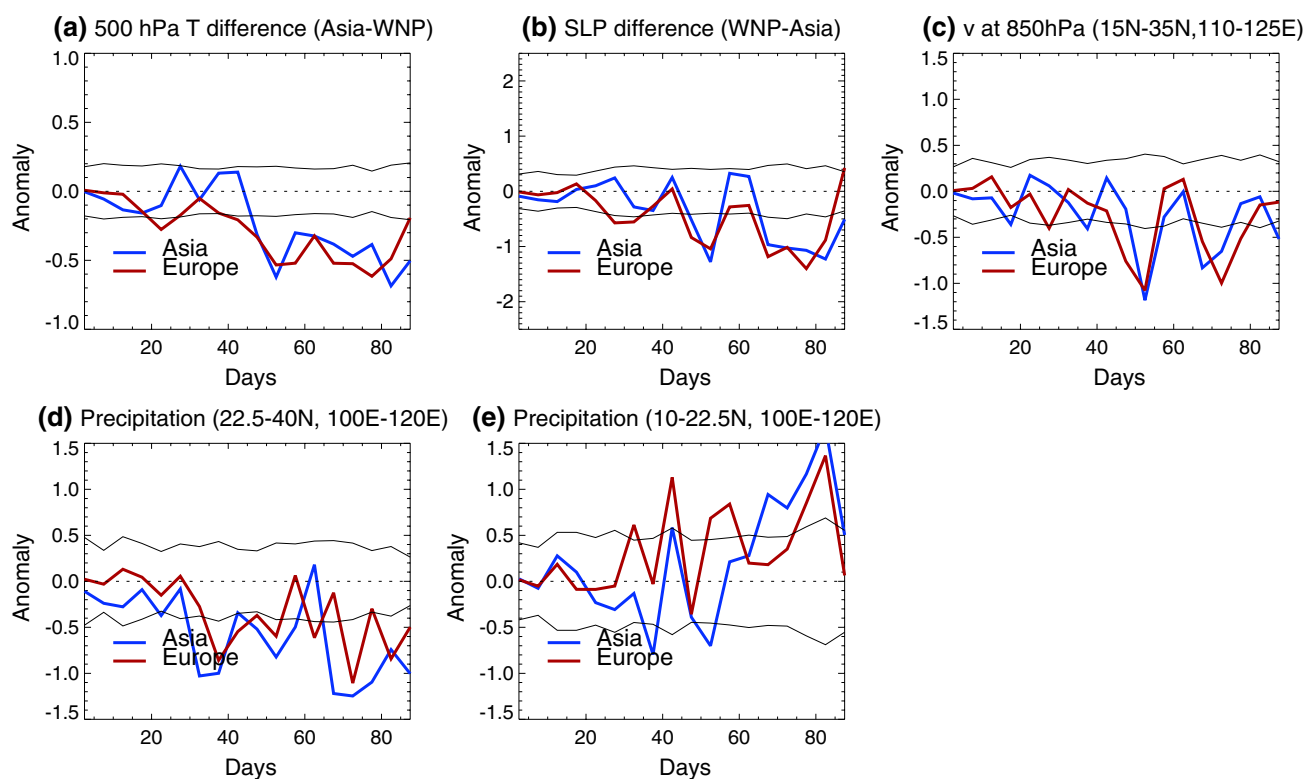 (a) 500 hPa T difference (Asia-WNP)
(b) SLP difference (WNP-Asia)
(c) v at 850hPa (15N-35N,110-125E)
1.0
0.5
0.0
-0.5
-1.0
Anomaly
Asia
Europe
20 40 60 80
Days
2
1
0
-1
-2
Anomaly
Asia
Europe
20 40 60 80
Days
1.5
1.0
0.5
0.0
-0.5
-1.0
-1.5
Anomaly
Asia
Europe
20 40 60 80
Days
(d) Precipitation (22.5-40N, 100E-120E)
(e) Precipitation (10-22.5N, 100E-120E)
1.5
1.0
0.5
0.0
-0.5
-1.0
-1.5
Anomaly
Asia
Europe
20 40 60 80
Days
1.5
1.0
0.5
0.0
-0.5
-1.0
-1.5
Anomaly
Asia
Europe
20 40 60 80
Days